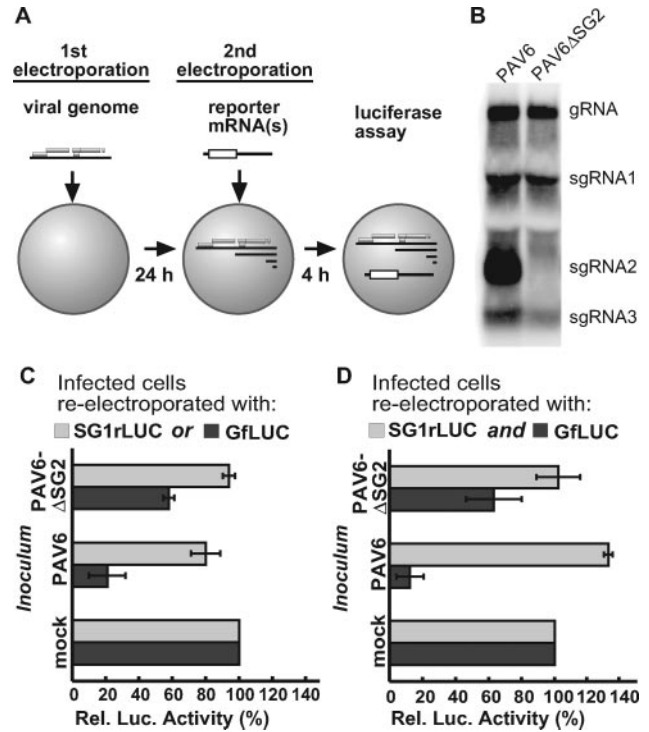 A
1st
electroporation
2nd
electroporation
viral genome
reporter
mRNA(s)
luciferase
assay
24 h
4 h
B
PAV6
PAV6ΔSG2
gRNA
sgRNA1
sgRNA2
sgRNA3
C
Infected cells
re-electroporated with:
SG1rLUC or GfLUC
Inoculum
PAV6-
ΔSG2
PAV6
mock
0 20 40 60 80 100 140
Rel. Luc. Activity (%)
D
Infected cells
re-electroporated with:
SG1rLUC and GfLUC
Inoculum
PAV6-
ΔSG2
PAV6
mock
0 20 40 60 80 100 140
Rel. Luc. Activity (%)